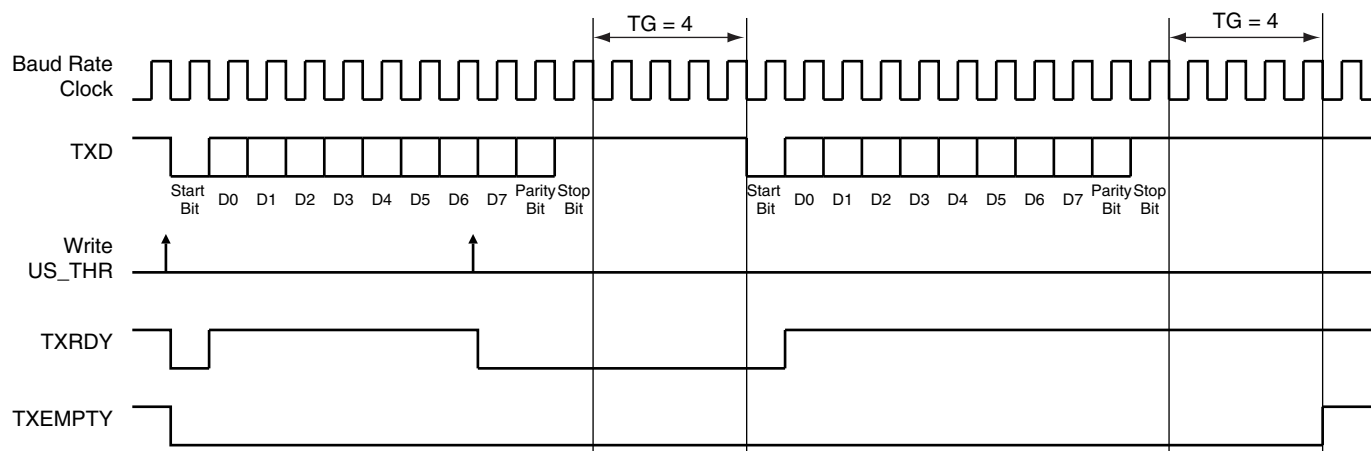 TG = 4
TG = 4
Baud Rate
Clock
TXD
Start
Bit
D0
D1
D2
D3
D4
D5
D6
D7
Parity
Bit
Stop
Bit
Start
Bit
D0
D1
D2
D3
D4
D5
D6
D7
Parity
Bit
Stop
Bit
Write
US_THR
TXRDY
TXEMPTY